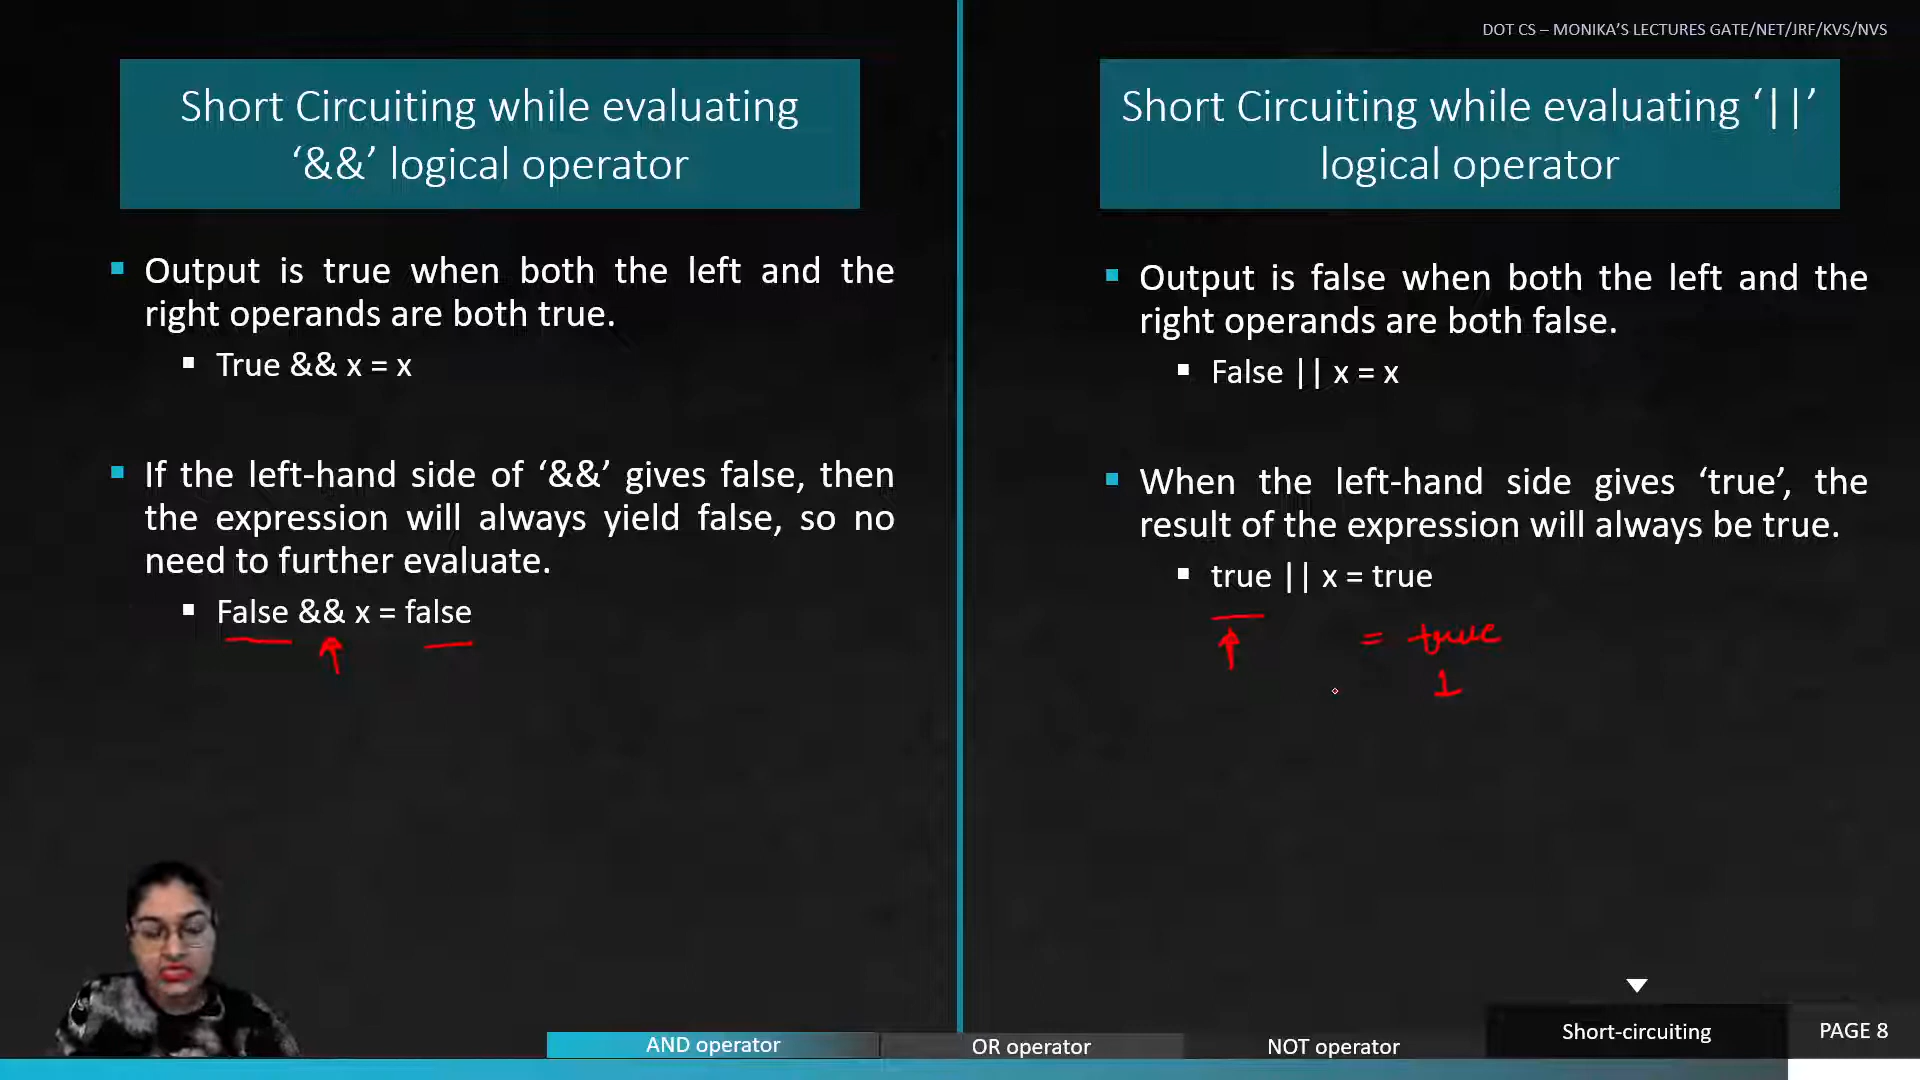 DOT CS – MONIKA'S LECTURES GATE/NET/JRF/KVS/NVS
Short Circuiting while evaluating
‘&&’ logical operator
Output is true when both the left and the
right operands are both true.
True && x = x
If the left-hand side of ‘&&’ gives false, then
the expression will always yield false, so no
need to further evaluate.
False && x = false
Short Circuiting while evaluating ‘||’
logical operator
Output is false when both the left and the
right operands are both false.
False || x = x
When the left-hand side gives ‘true’, the
result of the expression will always be true.
true || x = true
= true
1
AND operator
OR operator
NOT operator
Short-circuiting
PAGE 8